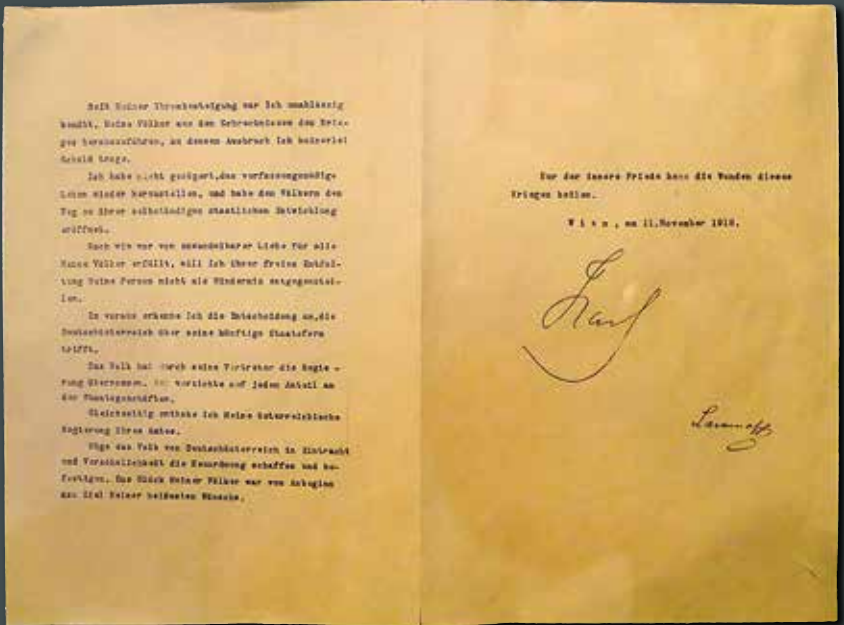 Seit Meiner Thronbesteigung war Ich unablässig
bemüht, Meine Völker aus den Schrecknissen des Krie-
ges herauszuführen, an dessen Ausbruch Ich keinerlei
Schuld trage.
Ich habe nicht gezögert, das verfassungsmäßige
Leben wieder herzustellen, und habe den Völkern den
Weg zu ihrer selbständigen staatlichen Entwicklung
eröffnet.
Nach wie vor von unwandelbarer Liebe für alle
Meine Völker erfüllt, will Ich ihrer freien Entfal-
tung Meine Person nicht als Hindernis entgegenstel-
len.
Im voraus erkenne Ich die Entscheidung an, die
Deutschösterreich über seine künftige Staatsform
trifft.
Das Volk hat durch seine Vertreter die Regie-
rung übernommen. Ich verzichte auf jeden Anteil an
den Staatsgeschäften.
Gleichzeitig enthebe Ich Meine österreichische
Regierung ihres Amtes.
Möge das Volk von Deutschösterreich in Eintracht
und Versöhnlichkeit die Neuordnung schaffen und be-
festigen. Das Glück Meiner Völker war von Anbeginn
das Ziel Meiner heißesten Wünsche.
Nur der innere Friede kann die Wunden dieses
Krieges heilen.
Wien, am 11.November 1918.
Karl
Lammasch